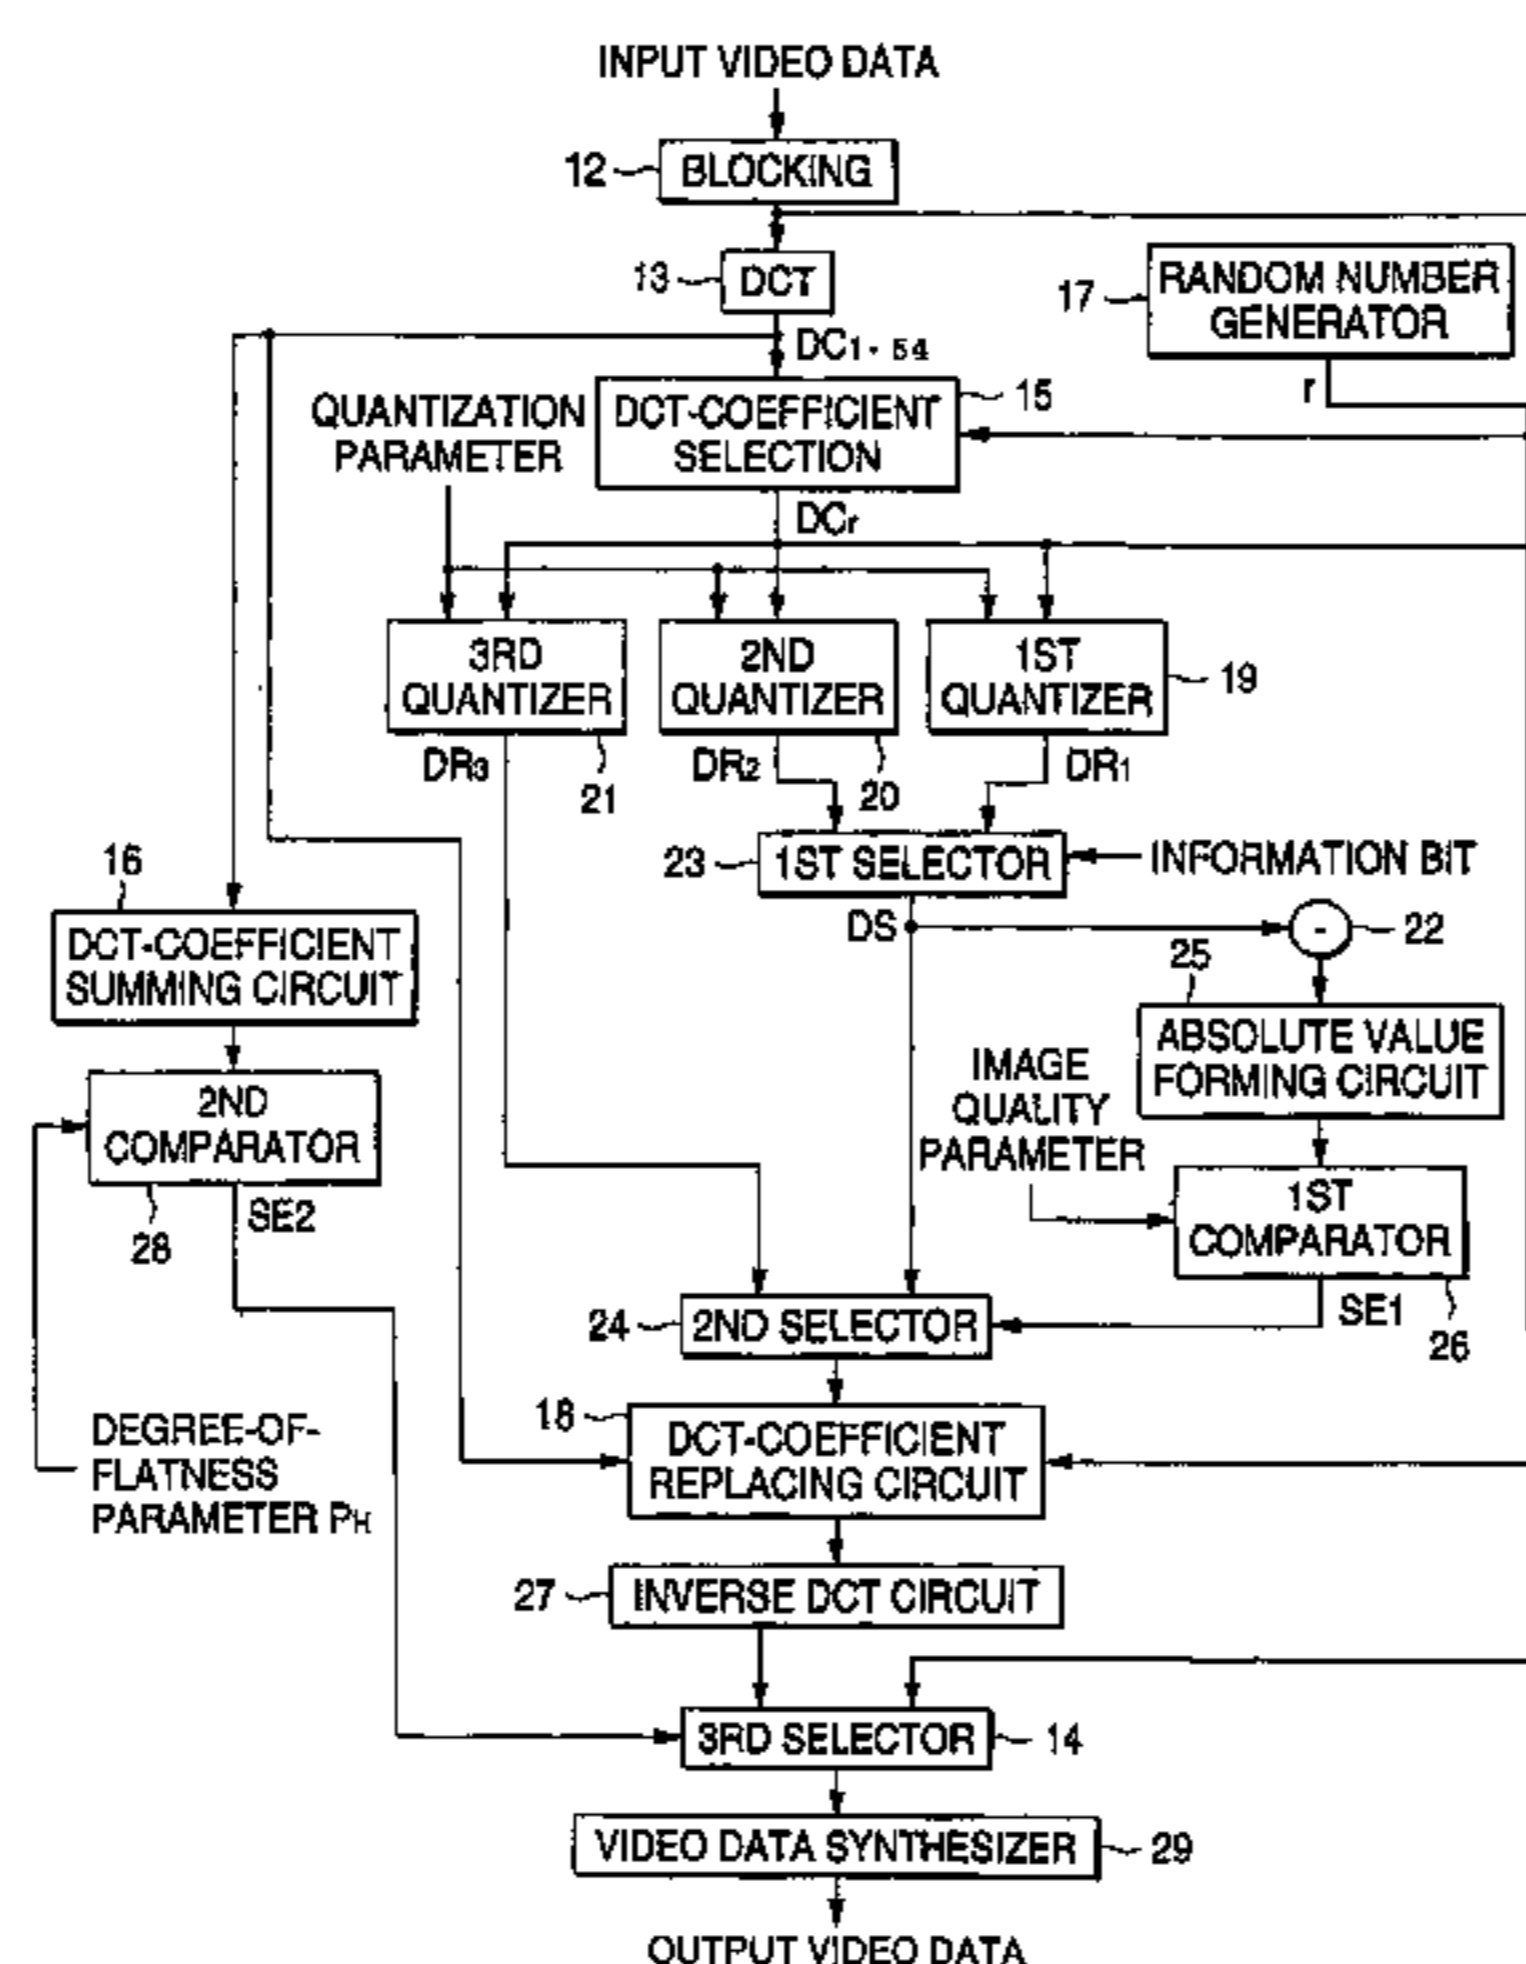 INPUT VIDEO DATA
12
BLOCKING
13
DCT
17
RANDOM NUMBER
GENERATOR
DC1·54
r
QUANTIZATION
PARAMETER
DCT-COEFFICIENT
SELECTION
15
DCr
3RD
QUANTIZER
2ND
QUANTIZER
1ST
QUANTIZER
19
DR3
21
DR2
20
DR1
23
1ST SELECTOR
INFORMATION BIT
16
DS
-
22
DCT-COEFFICIENT
SUMMING CIRCUIT
25
ABSOLUTE VALUE
FORMING CIRCUIT
IMAGE
QUALITY
PARAMETER
2ND
COMPARATOR
28
SE2
1ST
COMPARATOR
SE1
26
24
2ND SELECTOR
18
DCT-COEFFICIENT
REPLACING CIRCUIT
DEGREE-OF-
FLATNESS
PARAMETER PH
27
INVERSE DCT CIRCUIT
3RD SELECTOR
14
VIDEO DATA SYNTHESIZER
29
OUTPUT VIDEO DATA